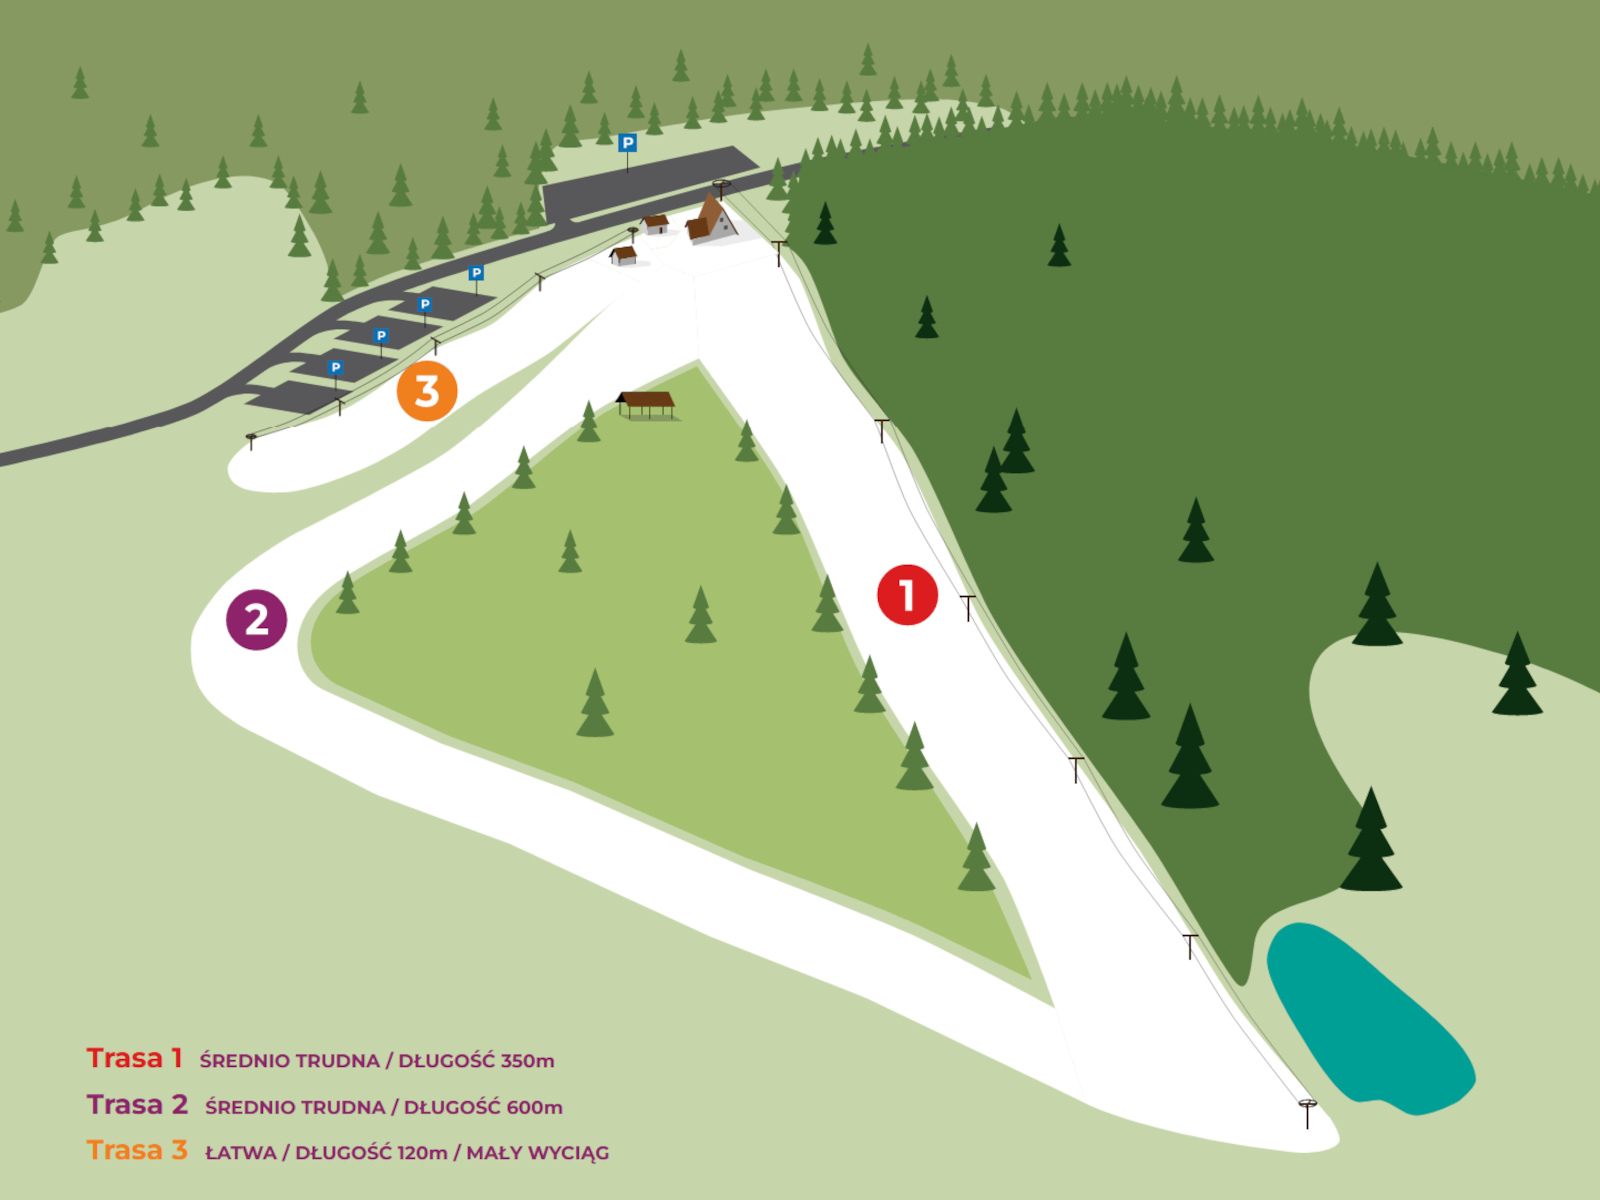 P
P
P
P
P
3
1
2
Trasa 1 ŚREDNIO TRUDNA / DŁUGOŚĆ 350m
Trasa 2 ŚREDNIO TRUDNA / DŁUGOŚĆ 600m
Trasa 3 ŁATWA / DŁUGOŚĆ 120m / MAŁY WYCIĄG